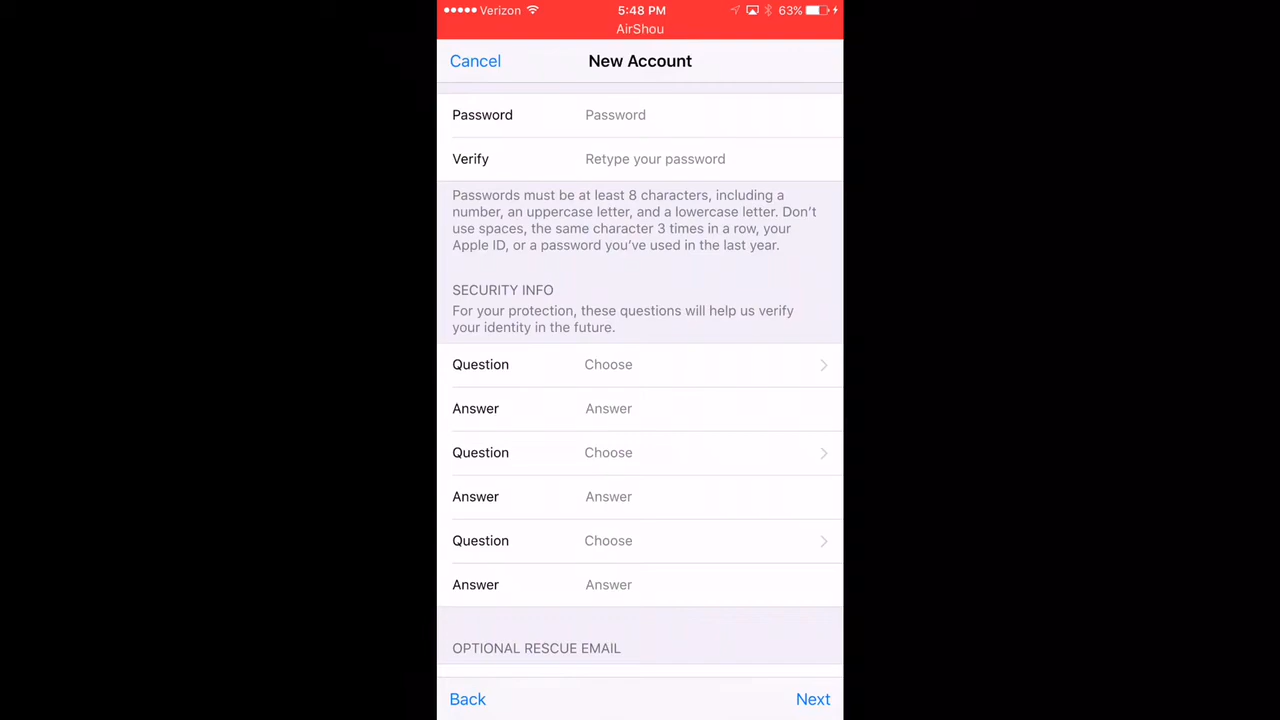 Verizon 5:48 PM 63%
AirShou
Cancel New Account
Password Password
Verify Retype your password
Passwords must be at least 8 characters, including a
number, an uppercase letter, and a lowercase letter. Don’t
use spaces, the same character 3 times in a row, your
Apple ID, or a password you’ve used in the last year.
SECURITY INFO
For your protection, these questions will help us verify
your identity in the future.
Question Choose
Answer Answer
Question Choose
Answer Answer
Question Choose
Answer Answer
OPTIONAL RESCUE EMAIL
Back Next